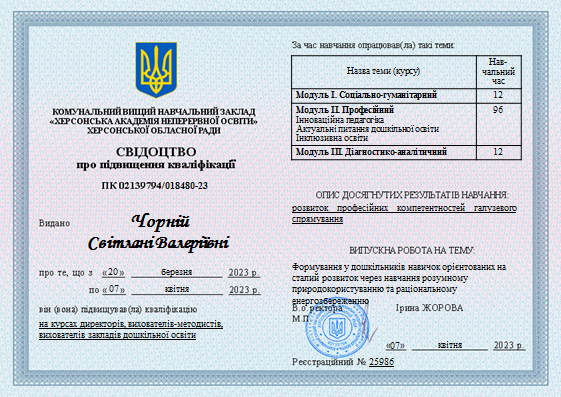 КОМУНАЛЬНИЙ ВИЩИЙ НАВЧАЛЬНИЙ ЗАКЛАД
«ХЕРСОНСЬКА АКАДЕМІЯ НЕПЕРЕРВНОЇ ОСВІТИ»
ХЕРСОНСЬКОЇ ОБЛАСНОЇ РАДИ
СВІДОЦТВО
про підвищення кваліфікації
ПК 02139794/018480-23
Видано Чорній
Світлані Валеріївні
про те, що з «20» березня 2023 р.
по «07» квітня 2023 р.
він (вона) підвищував(ла) кваліфікацію
на курсах директорів, вихователів-методистів,
вихователів закладів дошкільної освіти
За час навчання опрацював(ла) такі теми:
Назва теми (курсу) Нав-
чальний
час
Модуль І. Соціально-гуманітарний 12
Модуль ІІ. Професійний 96
Інноваційна педагогіка
Актуальні питання дошкільної освіти
Інклюзивна освіта
Модуль ІІІ. Діагностико-аналітичний 12
ОПИС ДОСЯГНУТИХ РЕЗУЛЬТАТІВ НАВЧАННЯ:
розвиток професійних компетентностей галузевого
спрямування
ВИПУСКНА РОБОТА НА ТЕМУ:
Формування у дошкільників навичок орієнтованих на
сталий розвиток через навчання розумному
природокористуванню та раціональному
енергозбереженню
В.о. ректора Ірина ЖОРОВА
М.П.
«07» квітня 2023 р.
Реєстраційний № 25986